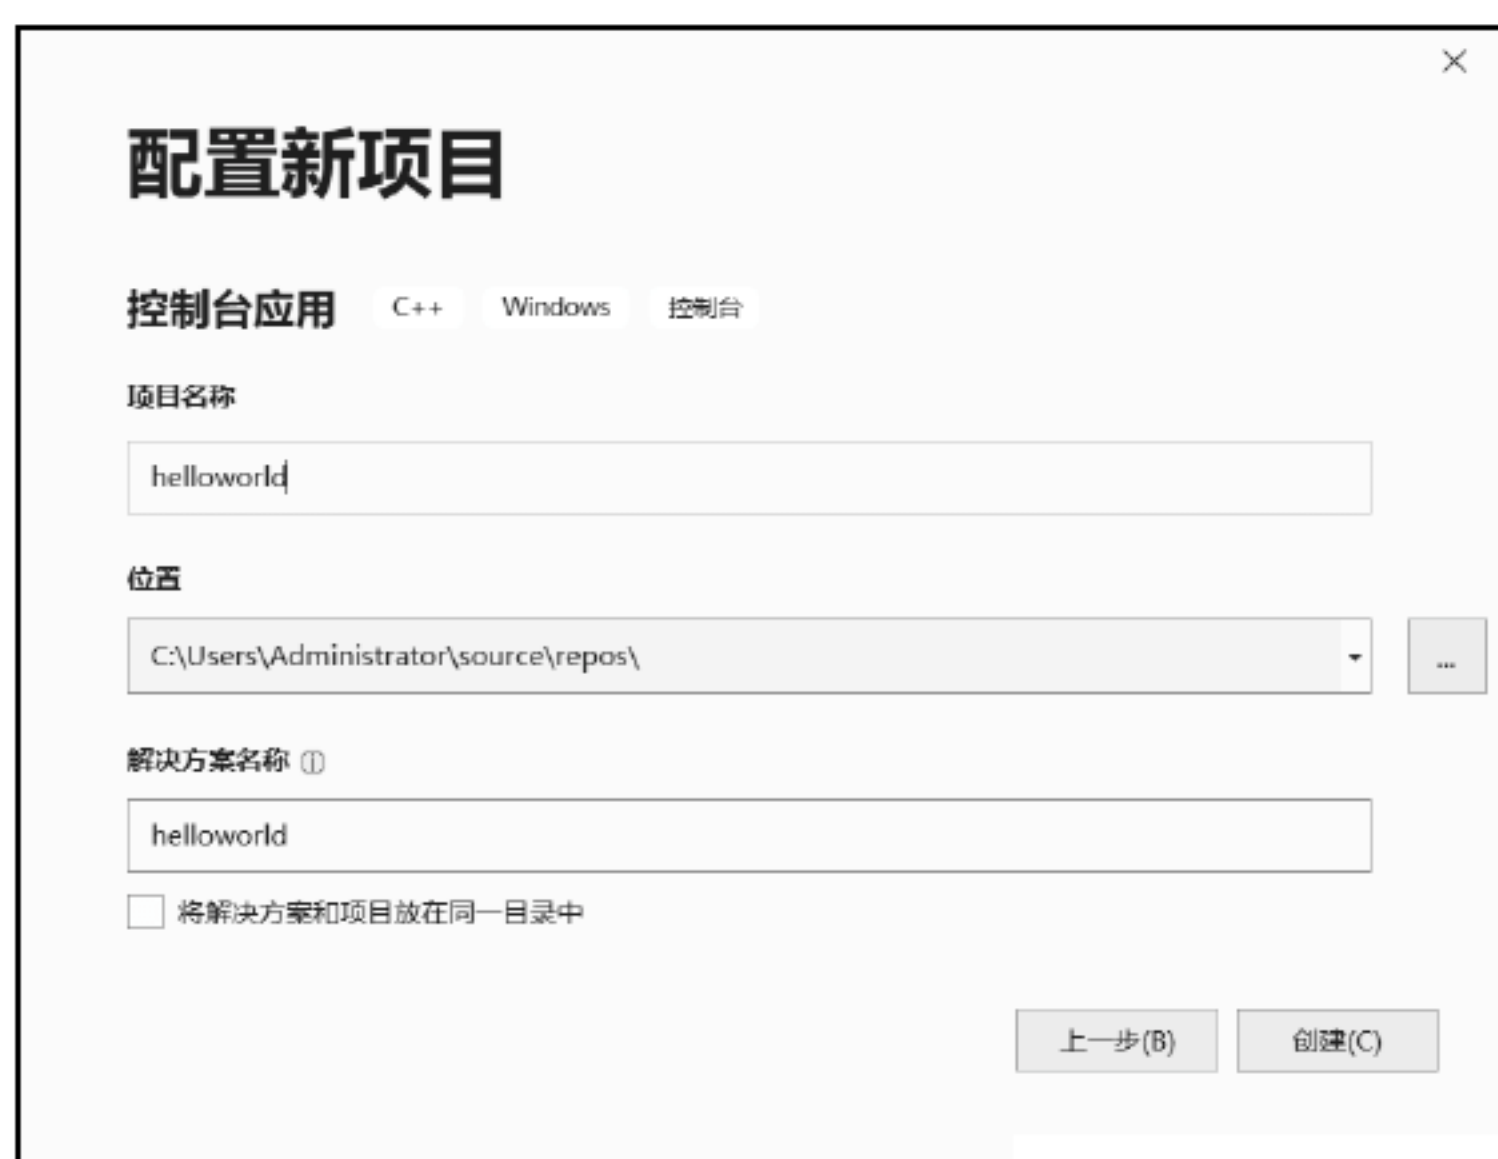 配置新项目
控制台应用 C++ Windows 控制台
项目名称
helloworld
位置
C:\Users\Administrator\source\repos\
...
解决方案名称
helloworld
将解决方案和项目放在同一目录中
上一步(B) 创建(C)